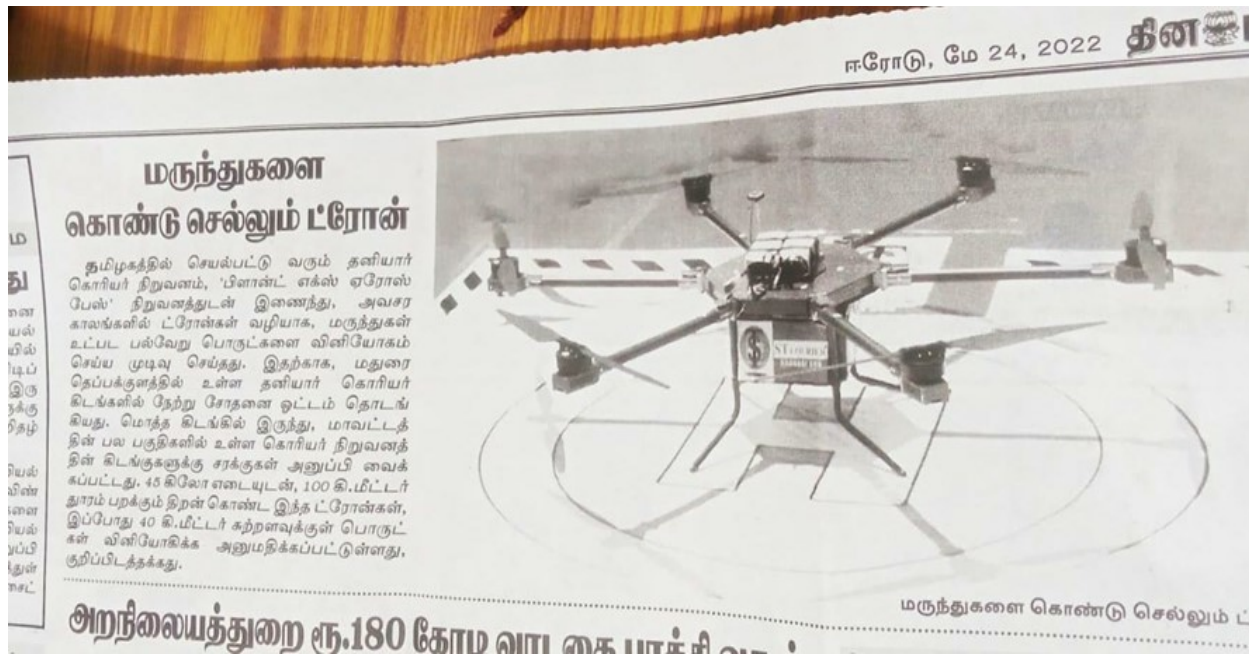 ஈரோடு, மே 24, 2022 தின
மருந்துகளை
கொண்டு செல்லும் ட்ரோன்
தமிழகத்தில் செயல்பட்டு வரும் தனியார்
கொரியர் நிறுவனம், 'பிளாண்ட் எக்ஸ் ஏரோஸ்
பேஸ்' நிறுவனத்துடன் இணைந்து, அவசர
காலங்களில் ட்ரோன்கள் வழியாக, மருந்துகள்
உட்பட பல்வேறு பொருட்களை வினியோகம்
செய்ய முடிவு செய்தது. இதற்காக, மதுரை
தெப்பக்குளத்தில் உள்ள தனியார் கொரியர்
கிடங்களில் நேற்று சோதனை ஓட்டம் தொடங்
கியது. மொத்த கிடங்கில் இருந்து, மாவட்டத்
தின் பல பகுதிகளில் உள்ள கொரியர் நிறுவனத்
தின் கிடங்குகளுக்கு சரக்குகள் அனுப்பி வைக்
கப்பட்டது. 45 கிலோ எடையுடன், 100 கி.மீட்டர்
துாரம் பறக்கும் திறன் கொண்ட இந்த ட்ரோன்கள்,
இப்போது 40 கி.மீட்டர் சுற்றளவுக்குள் பொருட்
கள் வினியோகிக்க அனுமதிக்கப்பட்டுள்ளது,
குறிப்பிடத்தக்கது.
ST COURIER
மருந்துகளை கொண்டு செல்லும்
அறநிலையத்துறை ரூ.180 கோடி வாடகை பாக்கி